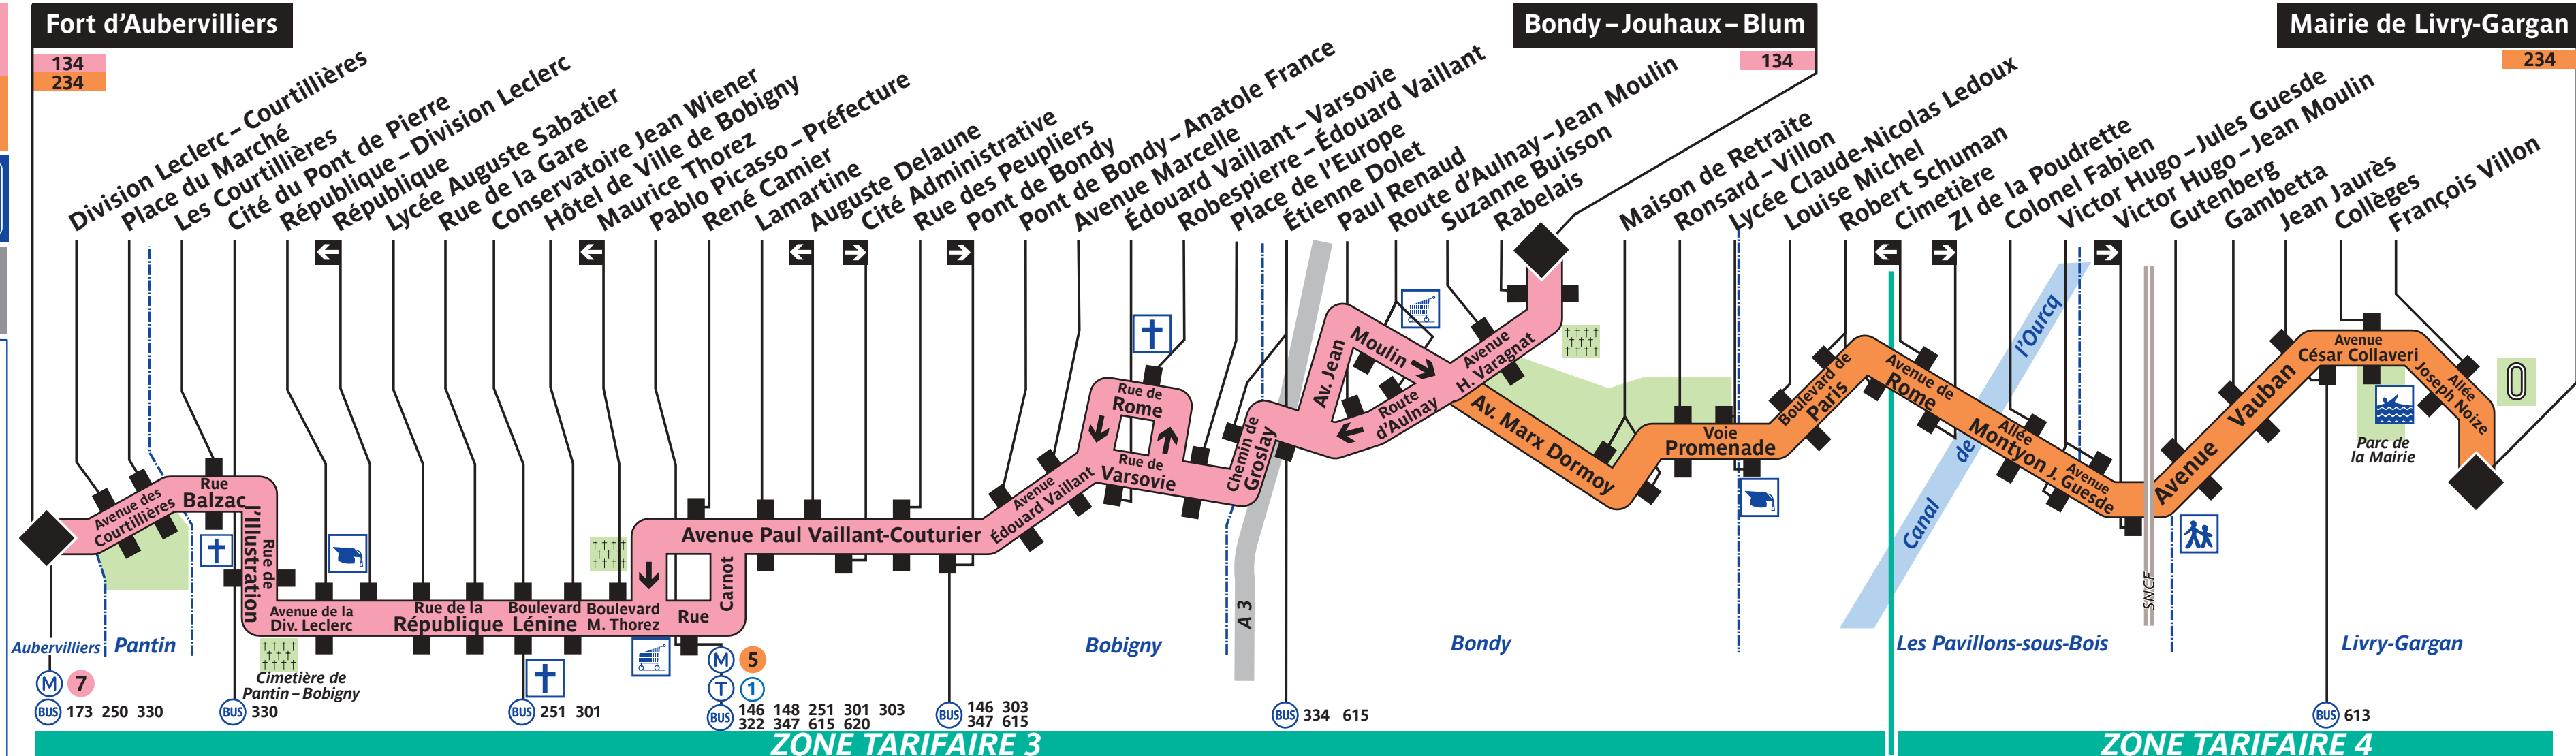 Fort d'Aubervilliers
134
234
Bondy – Jouhaux – Blum
134
Mairie de Livry-Gargan
234
Division Leclerc – Courtillières
Place du Marché
Les Courtillières
Cité du Pont de Pierre
République – Division Leclerc
République
Lycée Auguste Sabatier
Rue de la Gare
Conservatoire Jean Wiener
Hôtel de Ville de Bobigny
Maurice Thorez
Pablo Picasso – Préfecture
René Camier
Lamartine
Auguste Delaune
Cité Administrative
Rue des Peupliers
Pont de Bondy
Pont de Bondy – Anatole France
Avenue Marcelle
Édouard Vaillant – Varsovie
Robespierre – Édouard Vaillant
Place de l'Europe
Étienne Dolet
Paul Renaud
Route d'Aulnay – Jean Moulin
Suzanne Buisson
Rabelais
Maison de Retraite
Ronsard – Villon
Lycée Claude-Nicolas Ledoux
Louise Michel
Robert Schuman
Cimetière
ZI de la Poudrette
Colonel Fabien
Victor Hugo – Jules Guesde
Victor Hugo – Jean Moulin
Gutenberg
Gambetta
Jean Jaurès
Collèges
François Villon
Avenue des
Courtillières
Rue
Balzac
Rue de
l'Illustration
Avenue de la
Div. Leclerc
Rue de la
République
Boulevard
Lénine
Boulevard
M. Thorez
Rue
Carnot
Avenue Paul Vaillant-Couturier
Avenue
Édouard Vaillant
Rue de
Rome
Rue de
Varsovie
Chemin de
Groslay
Av. Jean
Moulin
Route
d'Aulnay
Avenue
H. Varagnat
Av. Marx Dormoy
Voie
Promenade
Boulevard de
Paris
Avenue de
Rome
Allée
Montyon
Avenue
J. Guesde
Avenue Vauban
Avenue
César Collaveri
Allée
Joseph Noize
Canal de l'Ourcq
SNCF
A 3
Parc de
la Mairie
Cimetière de
Pantin – Bobigny
Aubervilliers
Pantin
Bobigny
Bondy
Les Pavillons-sous-Bois
Livry-Gargan
M 7
BUS 173 250 330
BUS 330
BUS 251 301
M 5
T 1
BUS 146 148 251 301 303
322 347 615 620
BUS 146 303
347 615
BUS 334 615
BUS 613
ZONE TARIFAIRE 3
ZONE TARIFAIRE 4